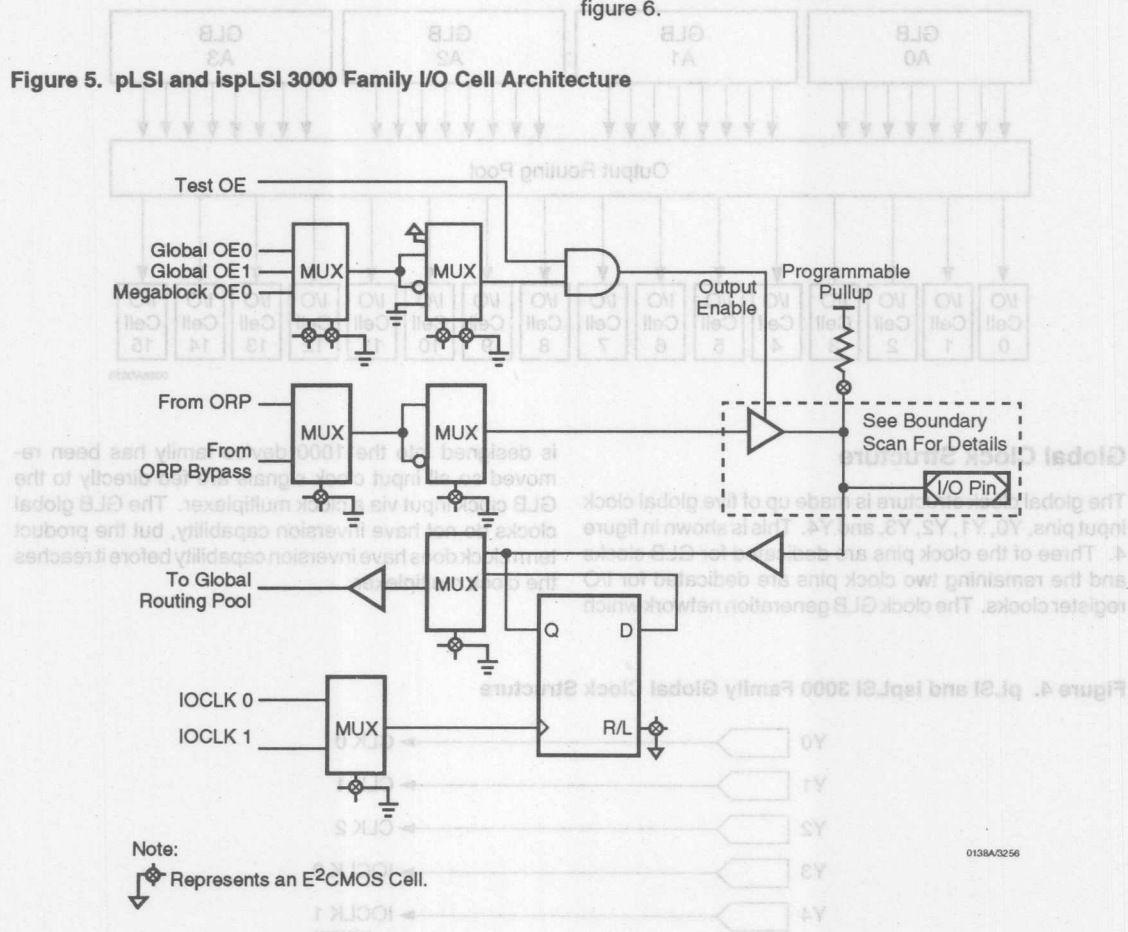 figure 6.
Figure 5. pLSI and ispLSI 3000 Family I/O Cell Architecture
Test OE
Global OE0
Global OE1
Megablock OE0
MUX
MUX
Output
Enable
Programmable
Pullup
From ORP
From
ORP Bypass
MUX
MUX
See Boundary
Scan For Details
I/O Pin
To Global
Routing Pool
MUX
Q
D
R/L
IOCLK 0
IOCLK 1
MUX
Note:
Represents an E²CMOS Cell.
0138A/3256
GLB
A3
GLB
A2
GLB
A1
GLB
A0
Output Routing Pool
I/O
Cell
15
I/O
Cell
14
I/O
Cell
13
I/O
Cell
10
I/O
Cell
9
I/O
Cell
8
I/O
Cell
7
I/O
Cell
6
I/O
Cell
5
I/O
Cell
4
I/O
Cell
2
I/O
Cell
1
I/O
Cell
0
Global Clock Structure
The global clock structure is made up of five global clock
input pins, Y0, Y1, Y2, Y3, and Y4. This is shown in figure
4. Three of the clock pins are dedicated for GLB clocks
and the remaining two clock pins are dedicated for I/O
register clocks. The clock GLB generation network which
is designed into the 1000 device family has been re-
moved so all input clock signals are fed directly to the
GLB clock input via a clock multiplexer. The GLB global
clocks do not have inversion capability, but the product
term clock does have inversion capability before it reaches
the clock multiplexer.
Figure 4. pLSI and ispLSI 3000 Family Global Clock Structure
Y0
CLK 0
Y1
Y2
CLK 2
Y3
Y4
IOCLK 1